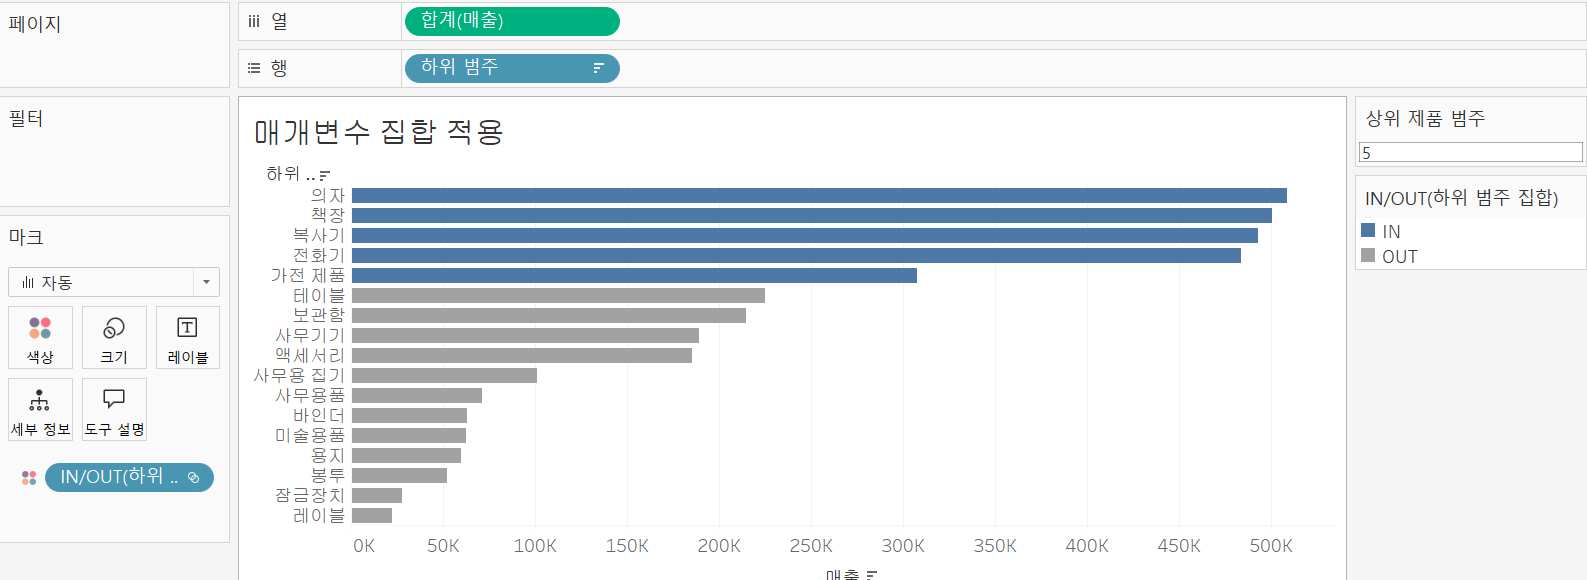 페이지
열
합계(매출)
행
하위 범주
필터
마크
자동
색상
크기
레이블
세부 정보
도구 설명
IN/OUT(하위 ..
매개변수 집합 적용
하위 ..
의자
책장
복사기
전화기
가전 제품
테이블
보관함
사무기기
액세서리
사무용 집기
사무용품
바인더
미술용품
용지
봉투
잠금장치
레이블
0K 50K 100K 150K 200K 250K 300K 350K 400K 450K 500K
매출
상위 제품 범주
5
IN/OUT(하위 범주 집합)
IN
OUT